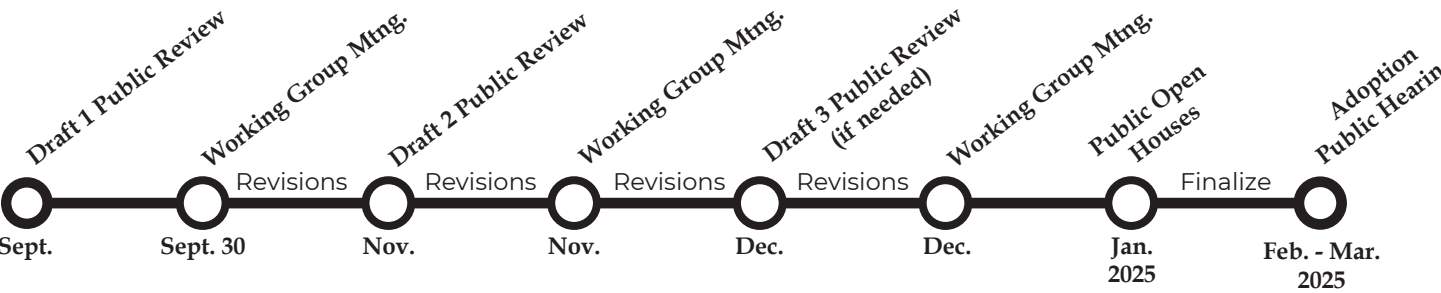 Draft 1 Public Review
Working Group Mtng.
Draft 2 Public Review
Working Group Mtng.
Draft 3 Public Review
(if needed)
Working Group Mtng.
Public Open
Houses
Adoption
Public Hearin
Revisions
Revisions
Revisions
Revisions
Finalize
Sept.
Sept. 30
Nov.
Nov.
Dec.
Dec.
Jan.
2025
Feb. - Mar.
2025